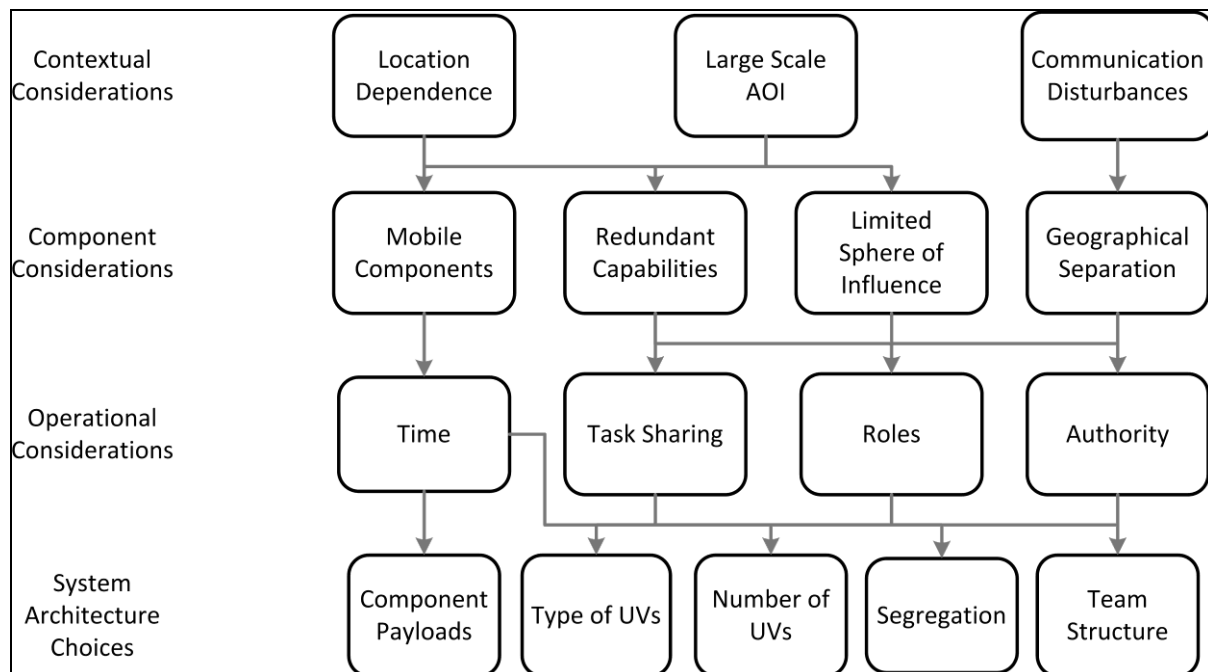 Contextual
Considerations
Location
Dependence
Large Scale
AOI
Communication
Disturbances
Component
Considerations
Mobile
Components
Redundant
Capabilities
Limited
Sphere of
Influence
Geographical
Separation
Operational
Considerations
Time
Task Sharing
Roles
Authority
System
Architecture
Choices
Component
Payloads
Type of UVs
Number of
UVs
Segregation
Team
Structure